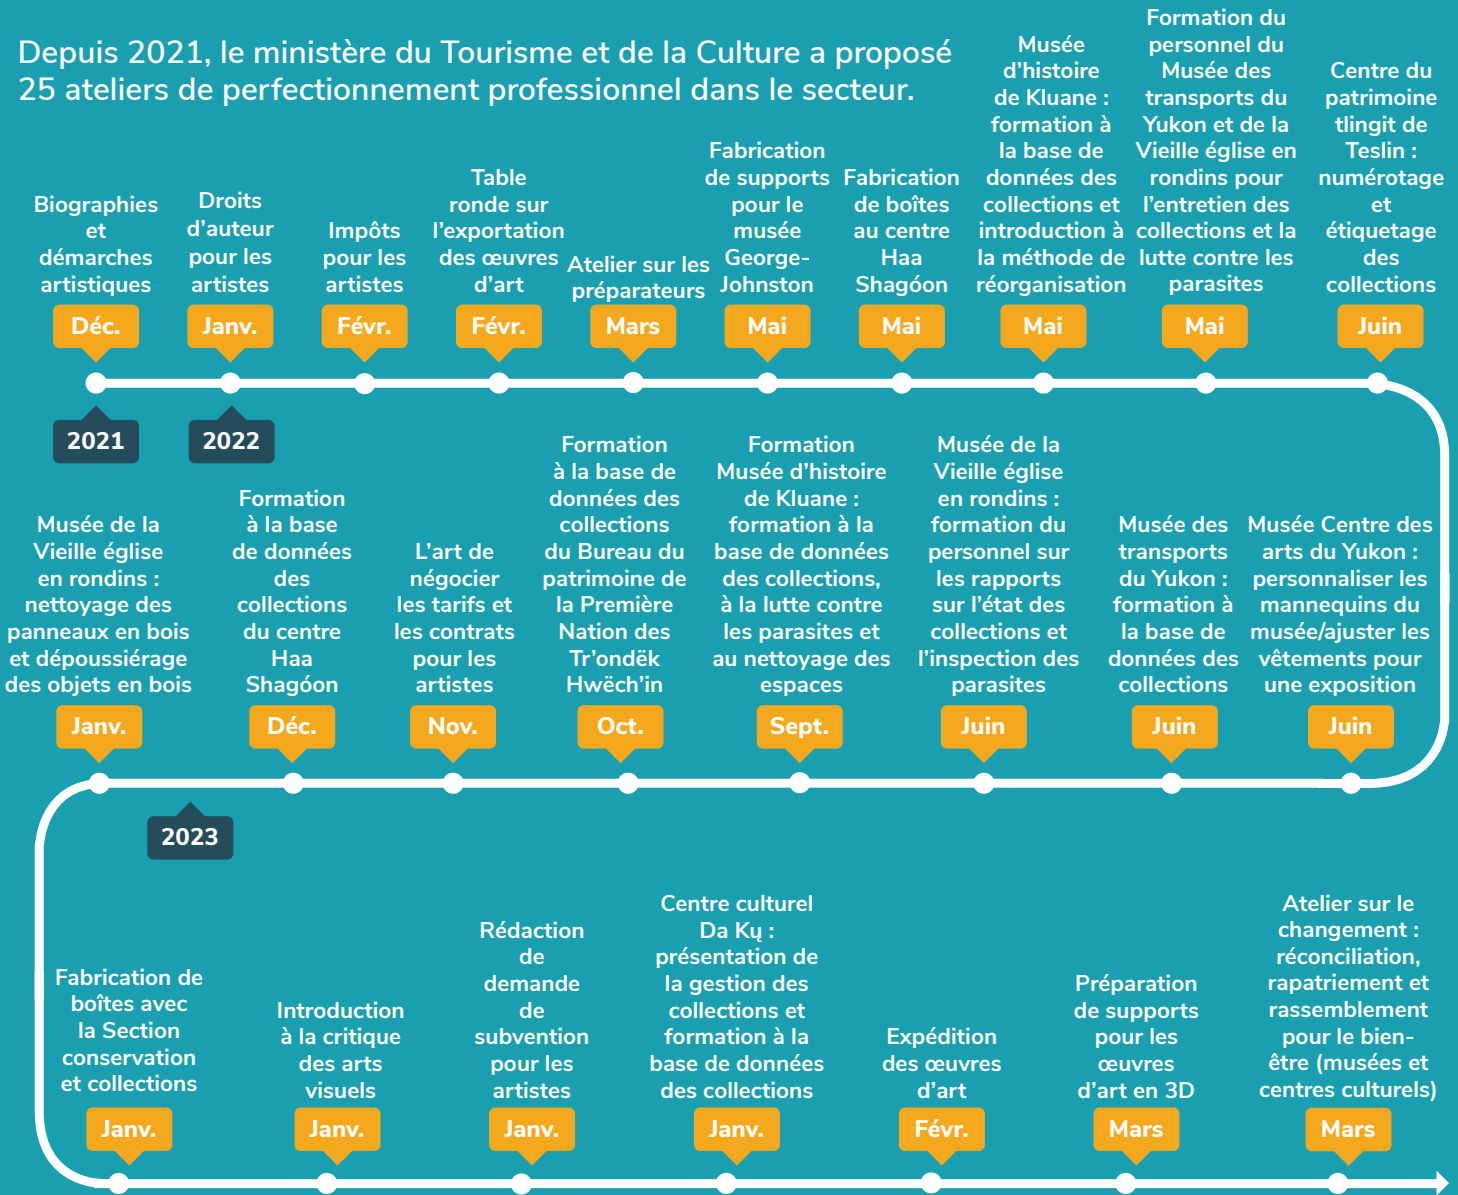 Depuis 2021, le ministère du Tourisme et de la Culture a proposé
25 ateliers de perfectionnement professionnel dans le secteur.
Biographies
et
démarches
artistiques
Déc.
Droits
d’auteur
pour les
artistes
Janv.
Impôts
pour les
artistes
Févr.
Table
ronde sur
l’exportation
des œuvres
d’art
Févr.
Atelier sur les
préparateurs
Mars
Fabrication
de supports
pour le
musée
George-
Johnston
Mai
Fabrication
de boîtes
au centre
Haa
Shagóon
Mai
Musée
d’histoire
de Kluane :
formation à
la base de
données des
collections et
introduction à
la méthode de
réorganisation
Mai
Formation du
personnel du
Musée des
transports du
Yukon et de la
Vieille église en
rondins pour
l’entretien des
collections et la
lutte contre les
parasites
Mai
Centre du
patrimoine
tlingit de
Teslin :
numérotage
et
étiquetage
des
collections
Juin
2021
2022
Musée de la
Vieille église
en rondins :
nettoyage des
panneaux en bois
et dépoussiérage
des objets en bois
Janv.
Formation
à la base
de données
des
collections
du centre
Haa
Shagóon
Déc.
L’art de
négocier
les tarifs et
les contrats
pour les
artistes
Nov.
Formation
à la base de
données des
collections
du Bureau du
patrimoine de
la Première
Nation des
Tr’ondëk
Hwëch’in
Oct.
Formation
Musée d’histoire
de Kluane :
formation à la
base de données
des collections,
à la lutte contre
les parasites et
au nettoyage des
espaces
Sept.
Musée de la
Vieille église
en rondins :
formation du
personnel sur
les rapports
sur l’état des
collections et
l’inspection des
parasites
Juin
Musée des
transports
du Yukon :
formation à
la base de
données des
collections
Juin
Musée Centre des
arts du Yukon :
personnaliser les
mannequins du
musée/ajuster les
vêtements pour
une exposition
Juin
2023
Fabrication de
boîtes avec
la Section
conservation
et collections
Janv.
Introduction
à la critique
des arts
visuels
Janv.
Rédaction
de
demande
de
subvention
pour les
artistes
Janv.
Centre culturel
Da Kų :
présentation de
la gestion des
collections et
formation à la
base de données
des collections
Janv.
Expédition
des œuvres
d’art
Févr.
Préparation
de supports
pour les
œuvres
d’art en 3D
Mars
Atelier sur le
changement :
réconciliation,
rapatriement et
rassemblement
pour le bien-
être (musées et
centres culturels)
Mars